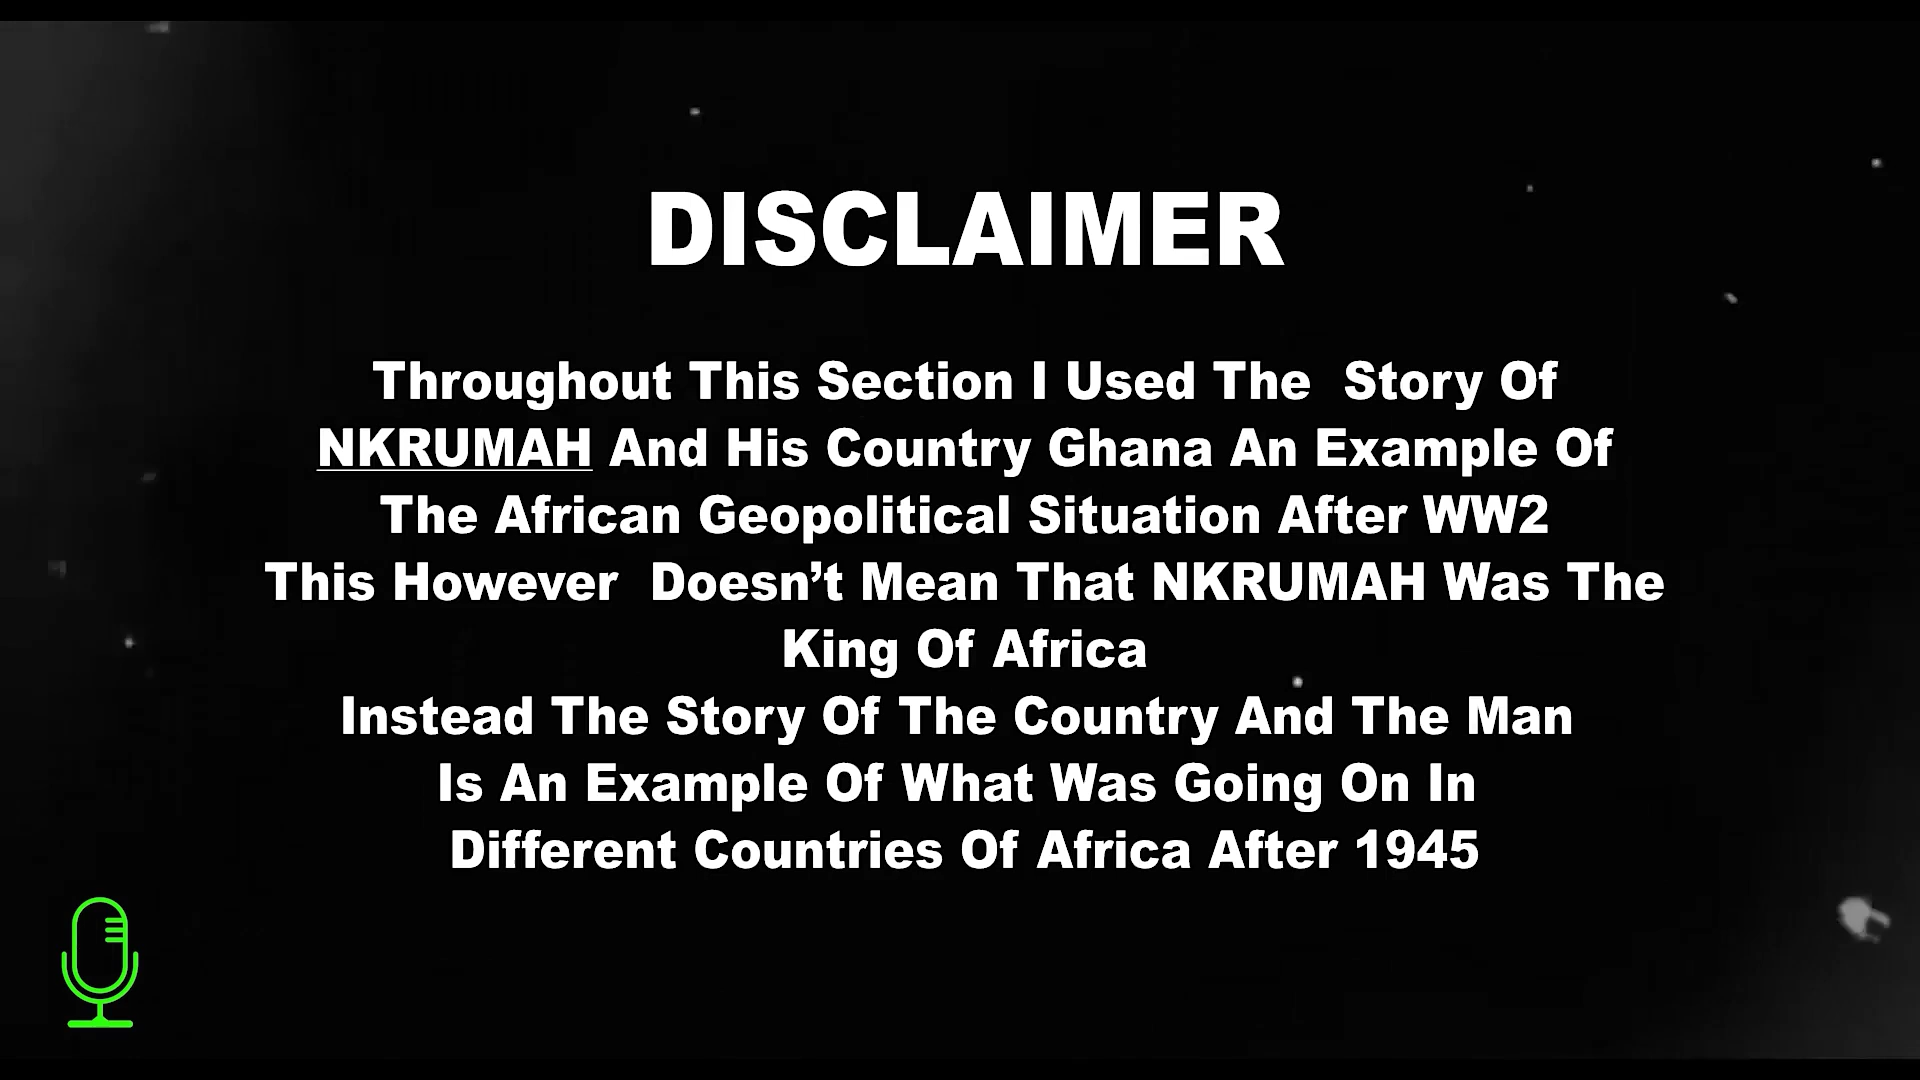 DISCLAIMER
Throughout This Section I Used The  Story Of
NKRUMAH And His Country Ghana An Example Of
The African Geopolitical Situation After WW2
This However  Doesn’t Mean That NKRUMAH Was The
King Of Africa
Instead The Story Of The Country And The Man
Is An Example Of What Was Going On In
Different Countries Of Africa After 1945